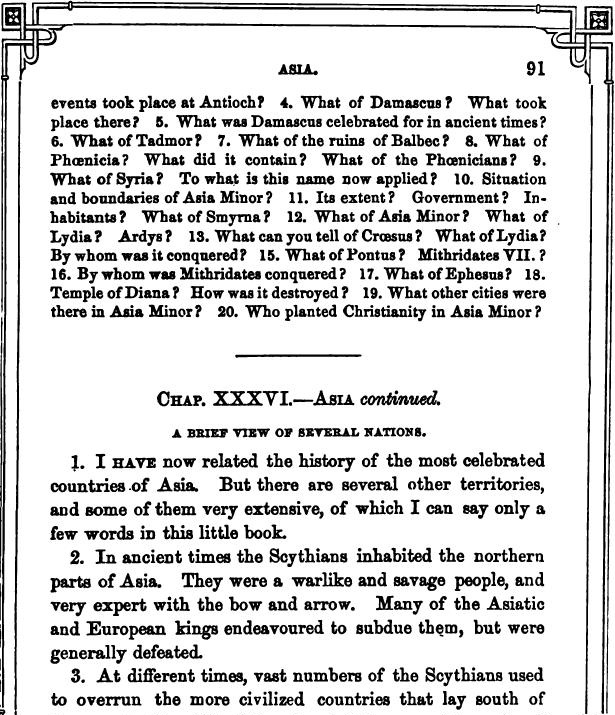 ASIA. 91
events took place at Antioch? 4. What of Damascus? What took
place there? 5. What was Damascus celebrated for in ancient times?
6. What of Tadmor? 7. What of the ruins of Balbec? 8. What of
Phœnicia? What did it contain? What of the Phœnicians? 9.
What of Syria? To what is this name now applied? 10. Situation
and boundaries of Asia Minor? 11. Its extent? Government? In-
habitants? What of Smyrna? 12. What of Asia Minor? What of
Lydia? Ardys? 13. What can you tell of Crœsus? What of Lydia?
By whom was it conquered? 15. What of Pontus? Mithridates VII.?
16. By whom was Mithridates conquered? 17. What of Ephesus? 18.
Temple of Diana? How was it destroyed? 19. What other cities were
there in Asia Minor? 20. Who planted Christianity in Asia Minor?
CHAP. XXXVI.—ASIA continued.
A BRIEF VIEW OF SEVERAL NATIONS.
1. I HAVE now related the history of the most celebrated
countries of Asia. But there are several other territories,
and some of them very extensive, of which I can say only a
few words in this little book.
2. In ancient times the Scythians inhabited the northern
parts of Asia. They were a warlike and savage people, and
very expert with the bow and arrow. Many of the Asiatic
and European kings endeavoured to subdue them, but were
generally defeated.
3. At different times, vast numbers of the Scythians used
to overrun the more civilized countries that lay south of